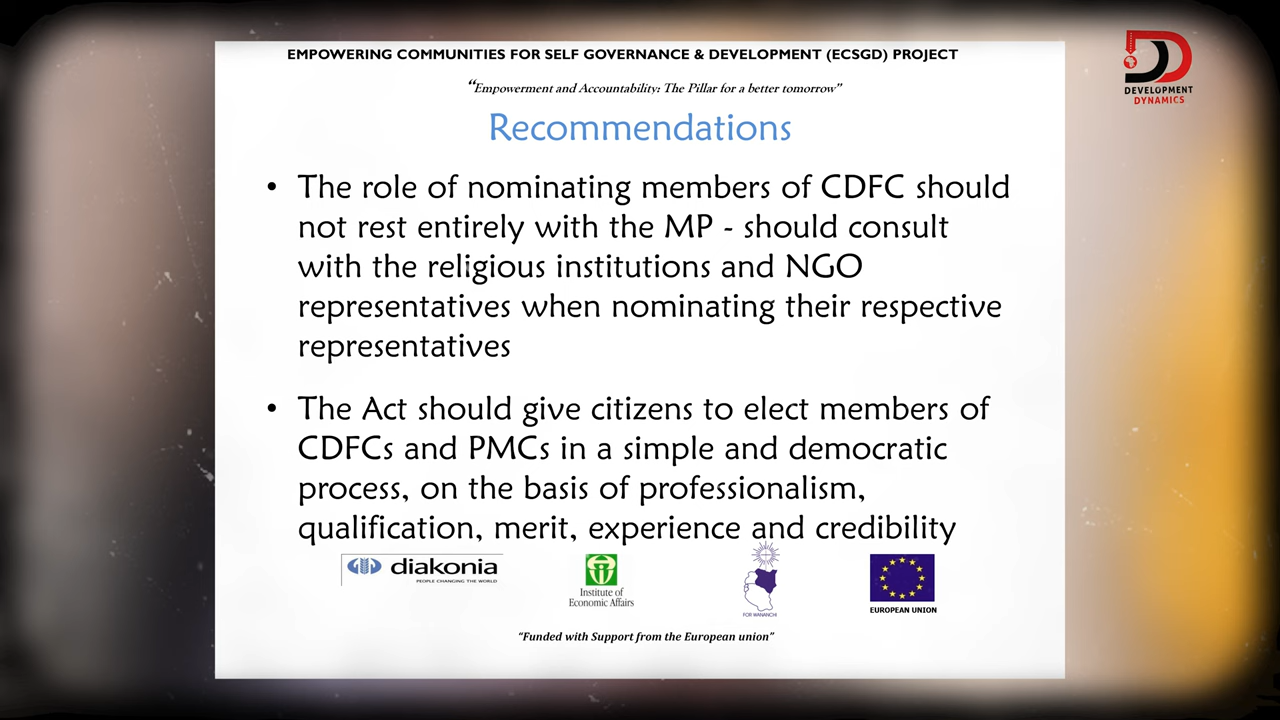 EMPOWERING COMMUNITIES FOR SELF GOVERNANCE & DEVELOPMENT (ECSGD) PROJECT
“Empowerment and Accountability: The Pillar for a better tomorrow”
DEVELOPMENT
DYNAMICS
Recommendations
• The role of nominating members of CDFC should
not rest entirely with the MP - should consult
with the religious institutions and NGO
representatives when nominating their respective
representatives
• The Act should give citizens to elect members of
CDFCs and PMCs in a simple and democratic
process, on the basis of professionalism,
qualification, merit, experience and credibility
diakonia
PEOPLE CHANGING THE WORLD
Institute of
Economic Affairs
FOR WANANCHI
EUROPEAN UNION
“Funded with Support from the European union”